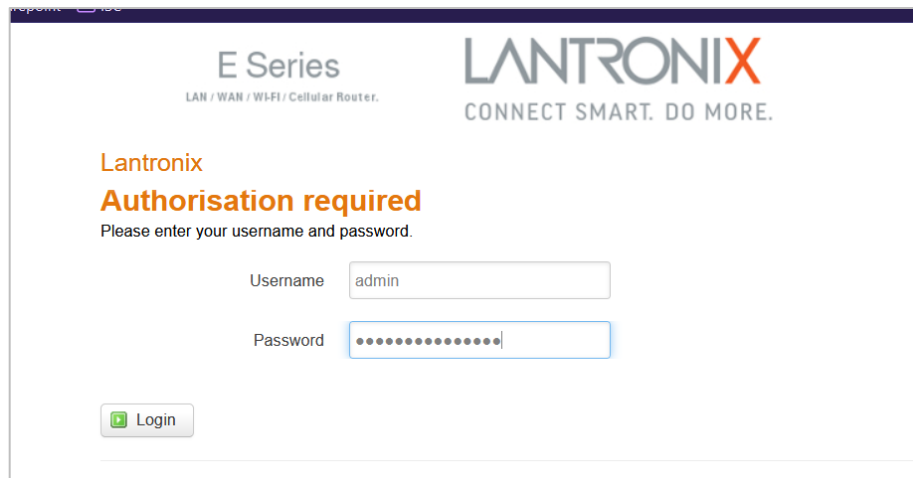 E Series
LAN / WAN / WI-FI / Cellular Router.
LANTRONIX
CONNECT SMART. DO MORE.
Lantronix
Authorisation required
Please enter your username and password.
Username admin
Password
Login